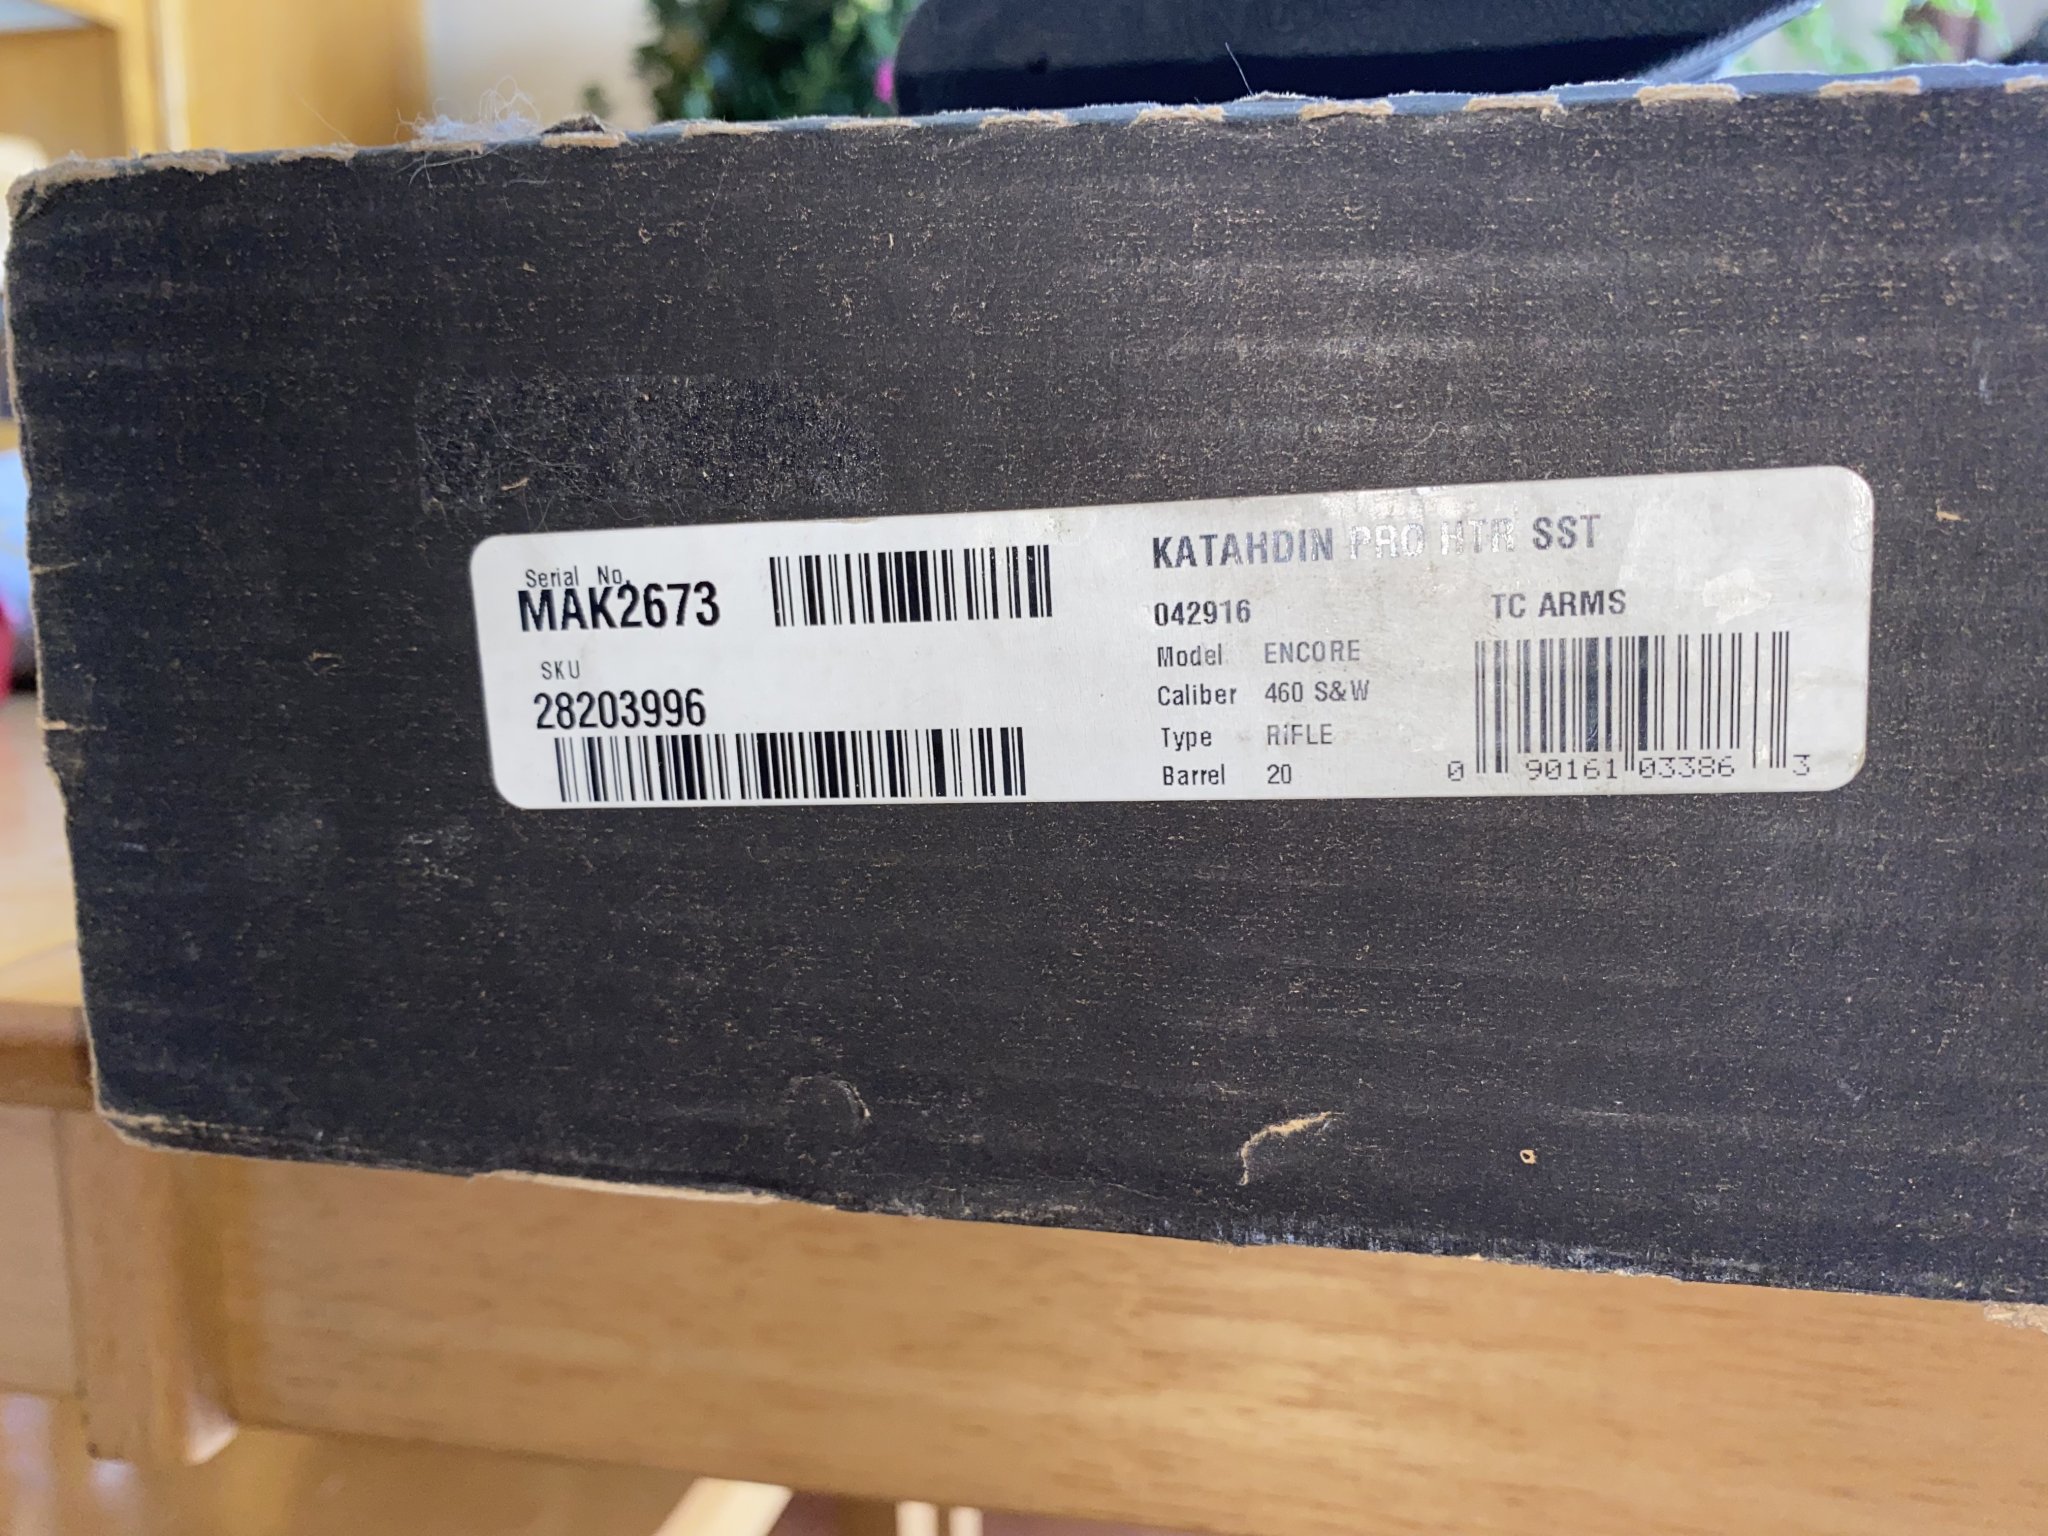 Serial No.
MAK2673
SKU
28203996
KATAHDIN PRO HTR SST
042916 TC ARMS
Model ENCORE
Caliber 460 S&W
Type RIFLE
Barrel 20
0 90161 03386 3